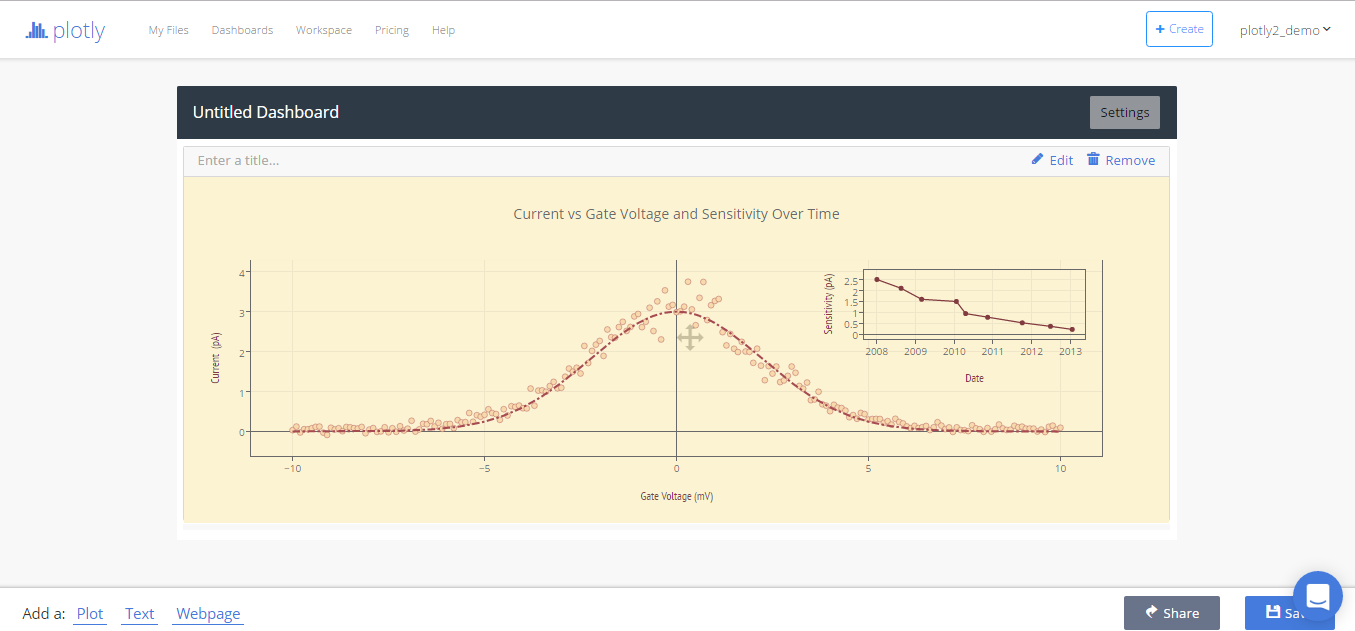 plotly My Files Dashboards Workspace Pricing Help + Create plotly2_demo
Untitled Dashboard Settings
Enter a title... Edit Remove
Current vs Gate Voltage and Sensitivity Over Time
4
3
2
1
0
Current (pA)
−10 −5 0 5 10
Gate Voltage (mV)
2.5
2
1.5
1
0.5
0
Sensitivity (pA)
2008 2009 2010 2011 2012 2013
Date
Add a: Plot Text Webpage Share